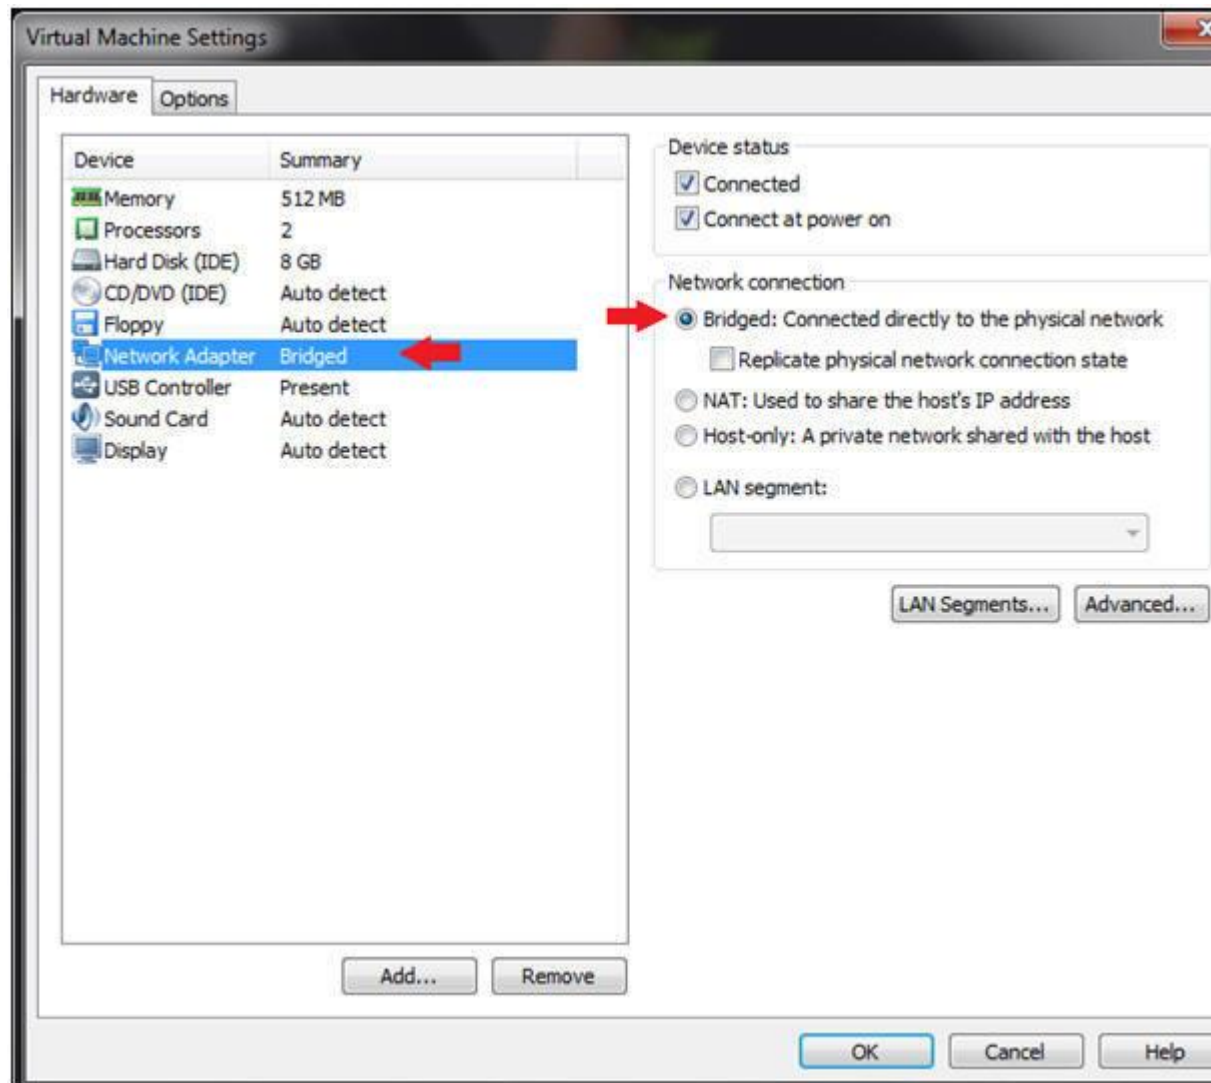 Virtual Machine Settings
X
Hardware
Options
Device Summary
Memory 512 MB
Processors 2
Hard Disk (IDE) 8 GB
CD/DVD (IDE) Auto detect
Floppy Auto detect
Network Adapter Bridged
USB Controller Present
Sound Card Auto detect
Display Auto detect
Add...
Remove
Device status
Connected
Connect at power on
Network connection
Bridged: Connected directly to the physical network
Replicate physical network connection state
NAT: Used to share the host's IP address
Host-only: A private network shared with the host
LAN segment:
LAN Segments...
Advanced...
OK
Cancel
Help